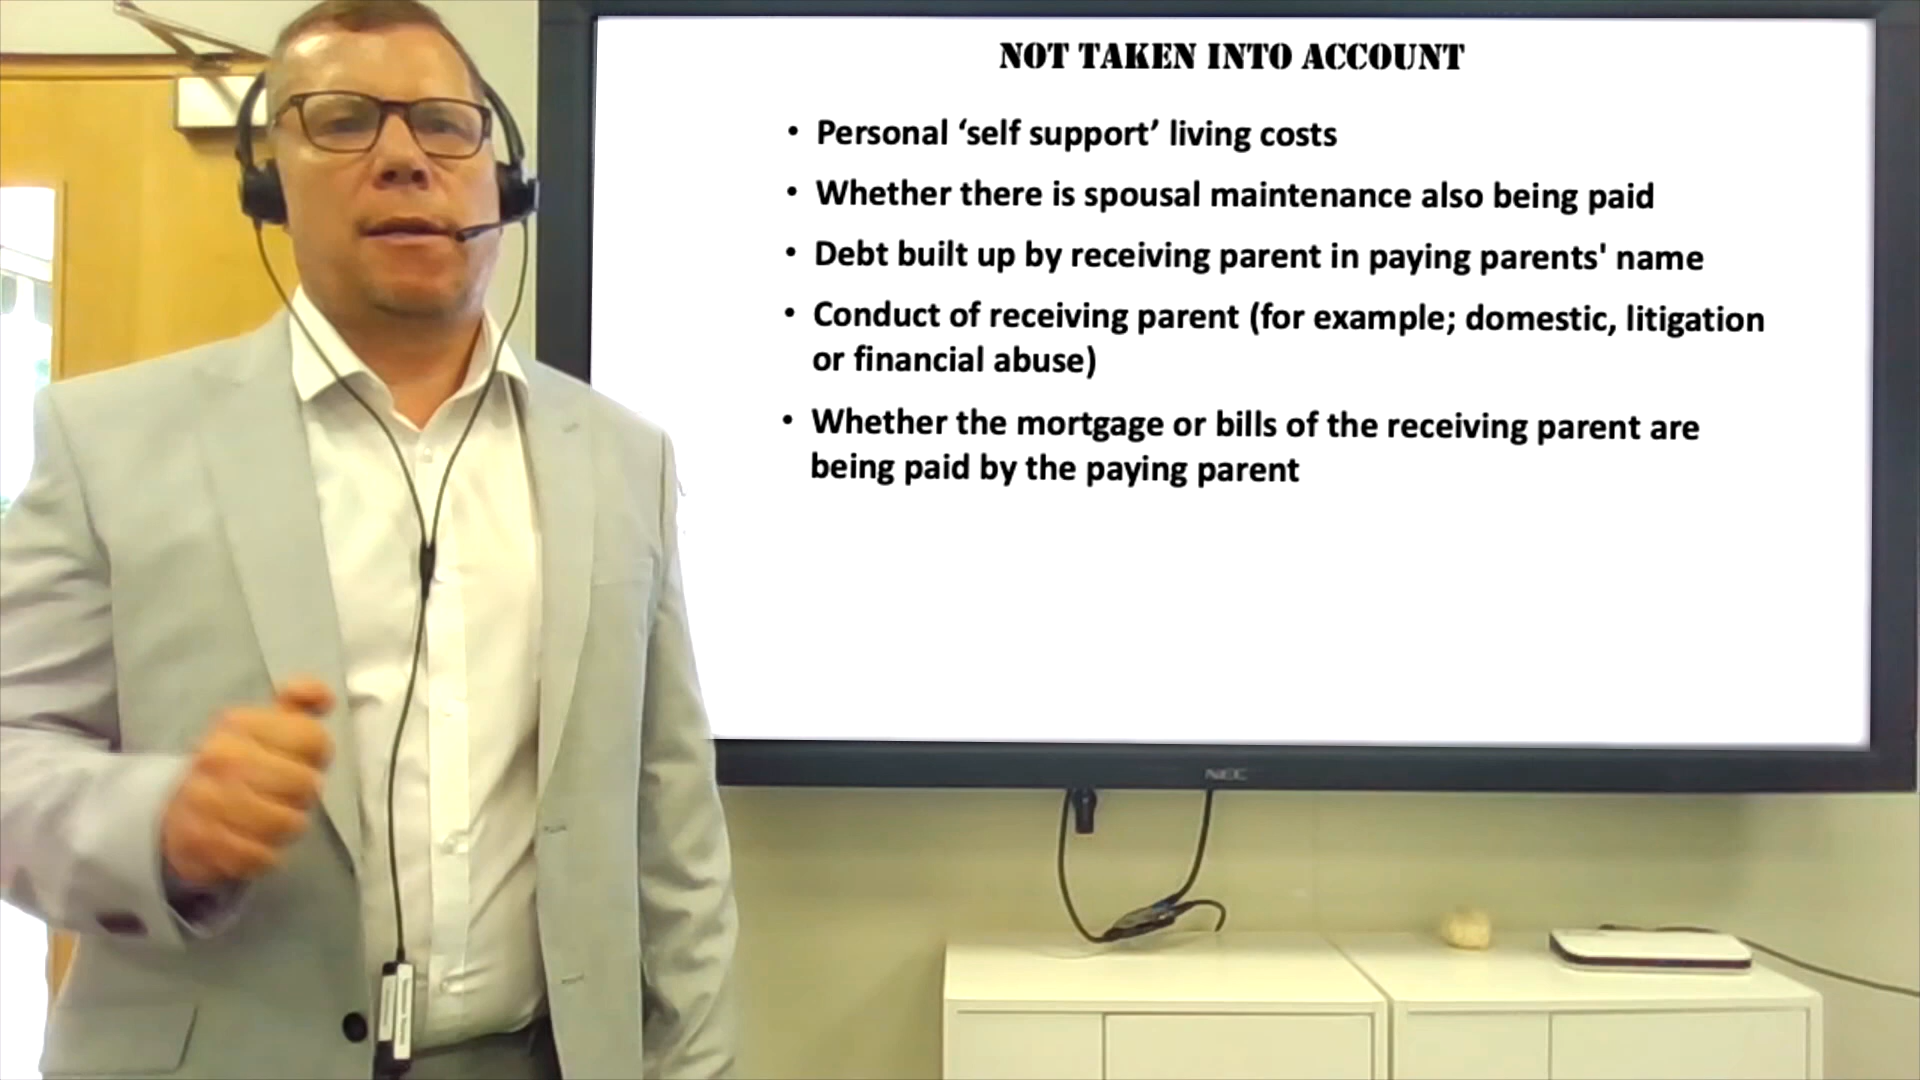 NOT TAKEN INTO ACCOUNT
• Personal ‘self support’ living costs
• Whether there is spousal maintenance also being paid
• Debt built up by receiving parent in paying parents' name
• Conduct of receiving parent (for example; domestic, litigation
or financial abuse)
• Whether the mortgage or bills of the receiving parent are
being paid by the paying parent
NEC